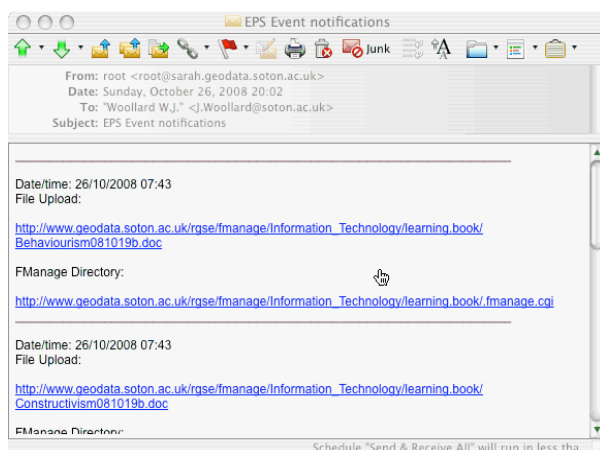 EPS Event notifications
Junk
From: root <root@sarah.geodata.soton.ac.uk>
Date: Sunday, October 26, 2008 20:02
To: "Woollard W.J." <J.Woollard@soton.ac.uk>
Subject: EPS Event notifications
Date/time: 26/10/2008 07:43
File Upload:
http://www.geodata.soton.ac.uk/rgse/fmanage/Information_Technology/learning.book/
Behaviourism081019b.doc
FManage Directory:
http://www.geodata.soton.ac.uk/rgse/fmanage/Information_Technology/learning.book/.fmanage.cgi
Date/time: 26/10/2008 07:43
File Upload:
http://www.geodata.soton.ac.uk/rgse/fmanage/Information_Technology/learning.book/
Constructivism081019b.doc
FManage Directory:
Schedule "Send & Receive All" will run in less tha